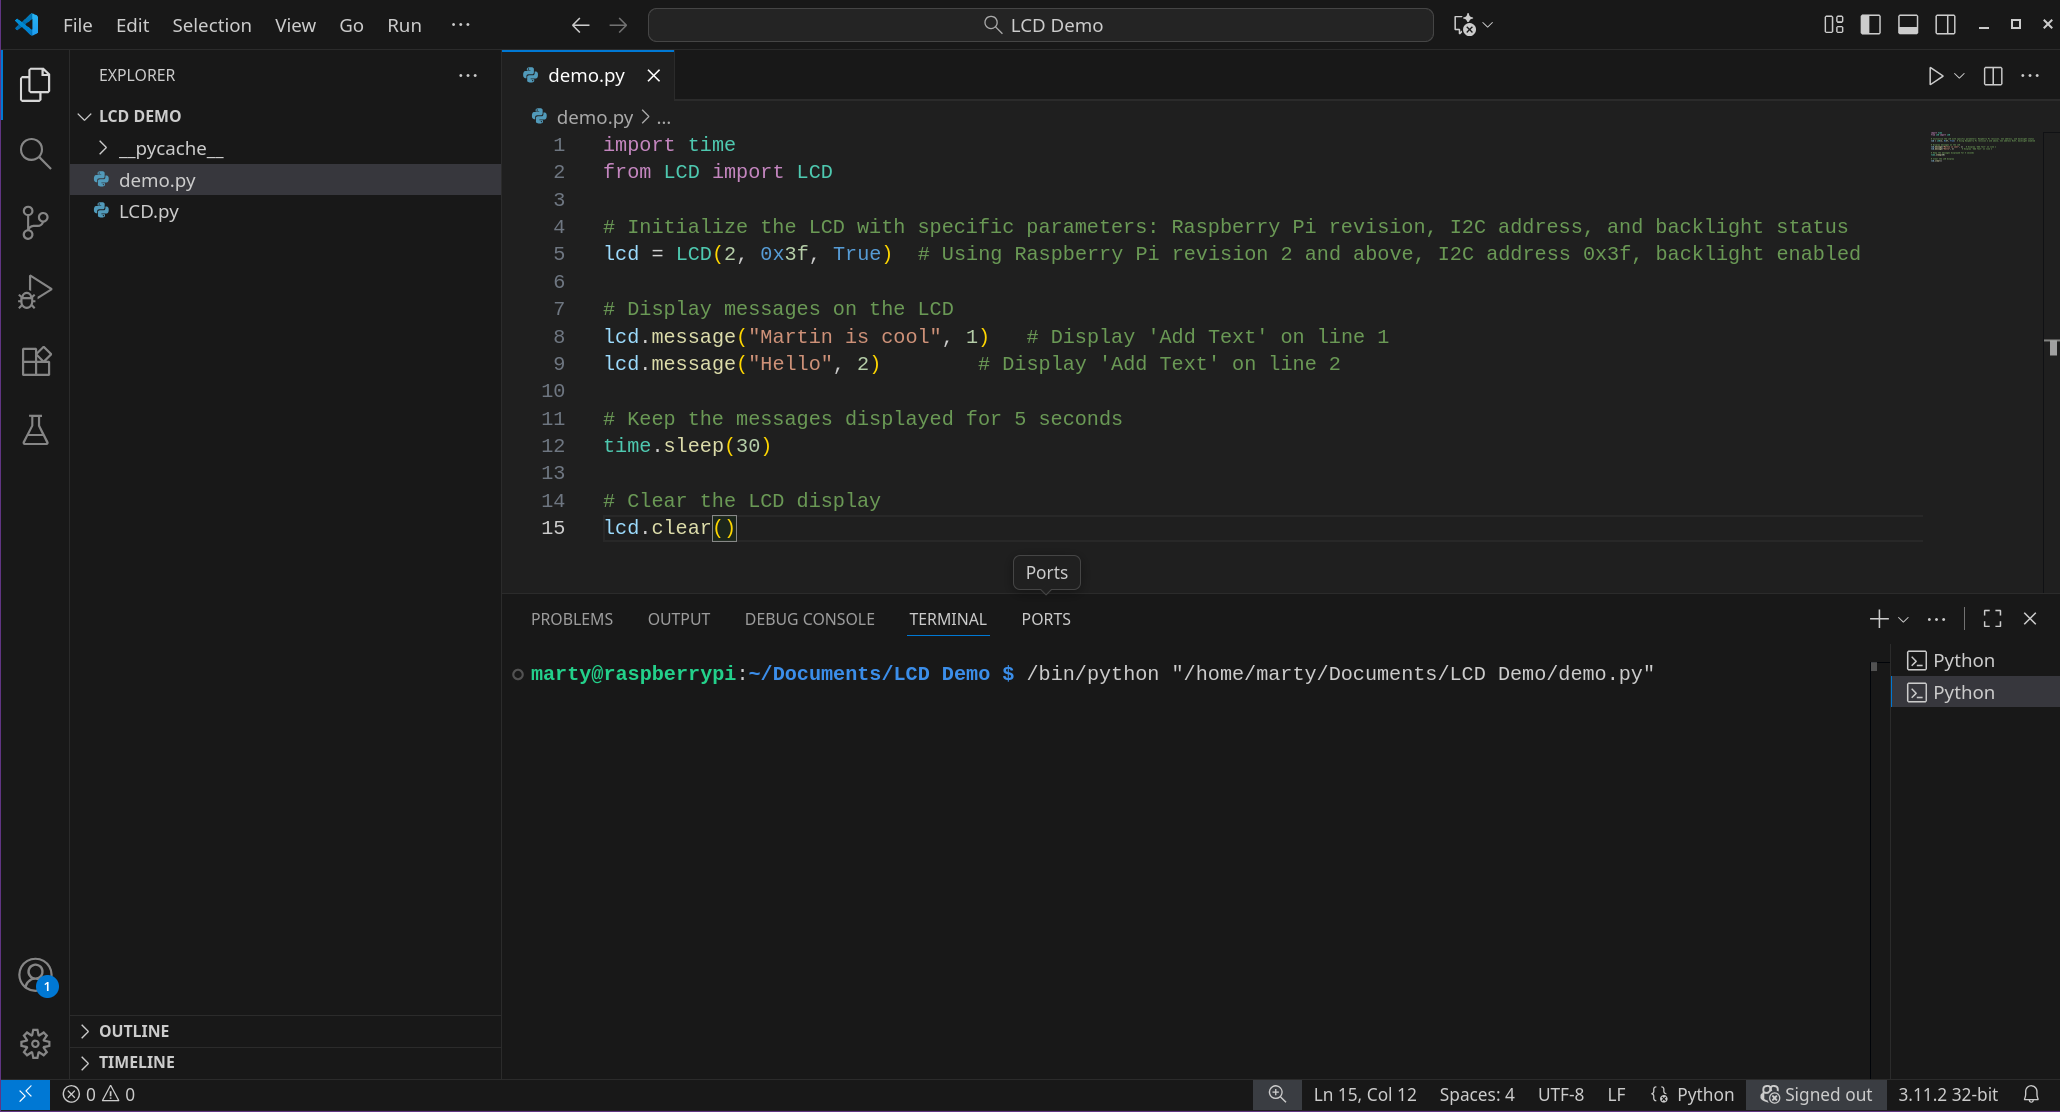 File Edit Selection View Go Run ··· LCD Demo
EXPLORER ···
LCD DEMO
__pycache__
demo.py
LCD.py
OUTLINE
TIMELINE
demo.py
demo.py > ...
1 import time
2 from LCD import LCD
3
4 # Initialize the LCD with specific parameters: Raspberry Pi revision, I2C address, and backlight status
5 lcd = LCD(2, 0x3f, True)  # Using Raspberry Pi revision 2 and above, I2C address 0x3f, backlight enabled
6
7 # Display messages on the LCD
8 lcd.message("Martin is cool", 1)   # Display 'Add Text' on line 1
9 lcd.message("Hello", 2)        # Display 'Add Text' on line 2
10
11 # Keep the messages displayed for 5 seconds
12 time.sleep(30)
13
14 # Clear the LCD display
15 lcd.clear()
Ports
PROBLEMS OUTPUT DEBUG CONSOLE TERMINAL PORTS
marty@raspberrypi:~/Documents/LCD Demo $ /bin/python "/home/marty/Documents/LCD Demo/demo.py"
Python
Python
1
0 0 Ln 15, Col 12 Spaces: 4 UTF-8 LF {} Python Signed out 3.11.2 32-bit